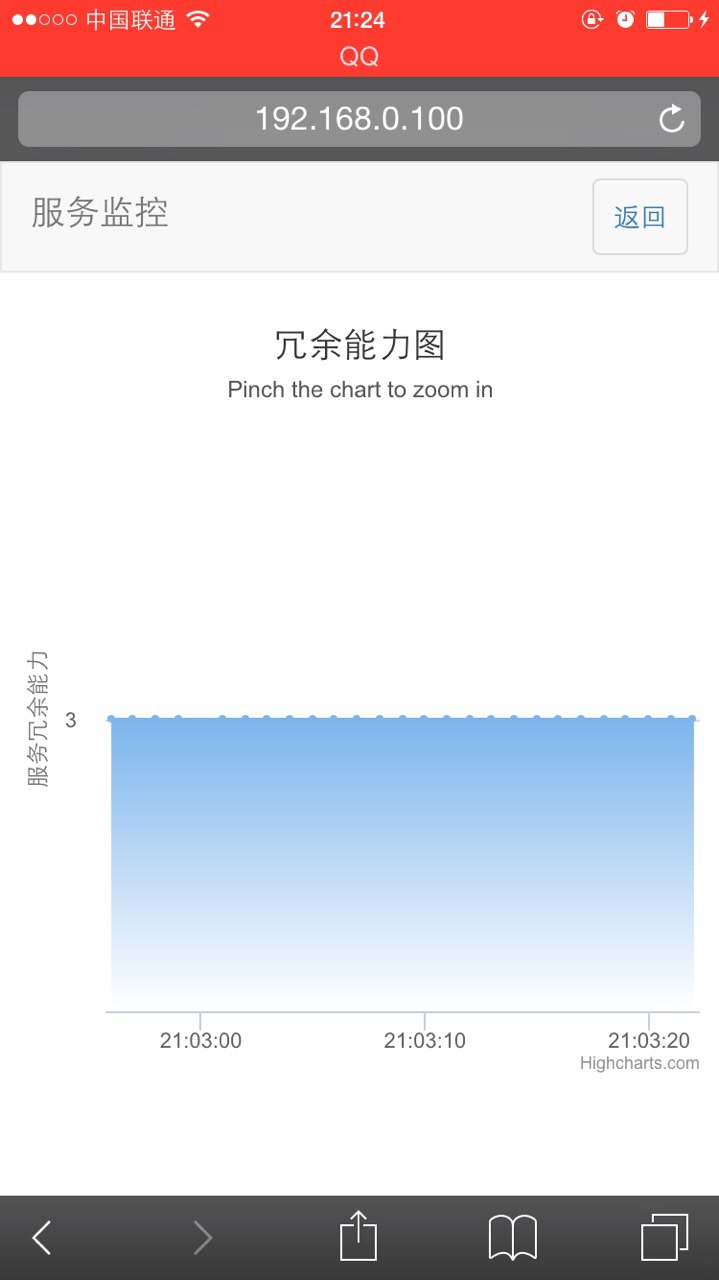 中国联通
21:24
QQ
192.168.0.100
服务监控
返回
冗余能力图
Pinch the chart to zoom in
服务冗余能力
3
21:03:00
21:03:10
21:03:20
Highcharts.com